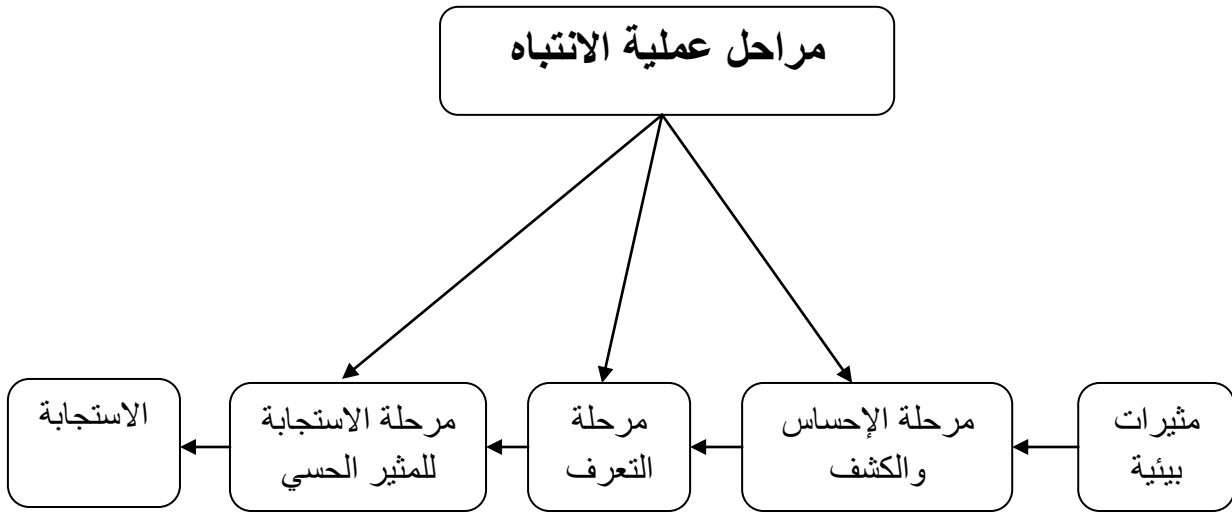 مراحل عملية الانتباه
مثيرات
بيئية
مرحلة الإحساس
والكشف
مرحلة
التعرف
مرحلة الاستجابة
للمثير الحسي
الاستجابة